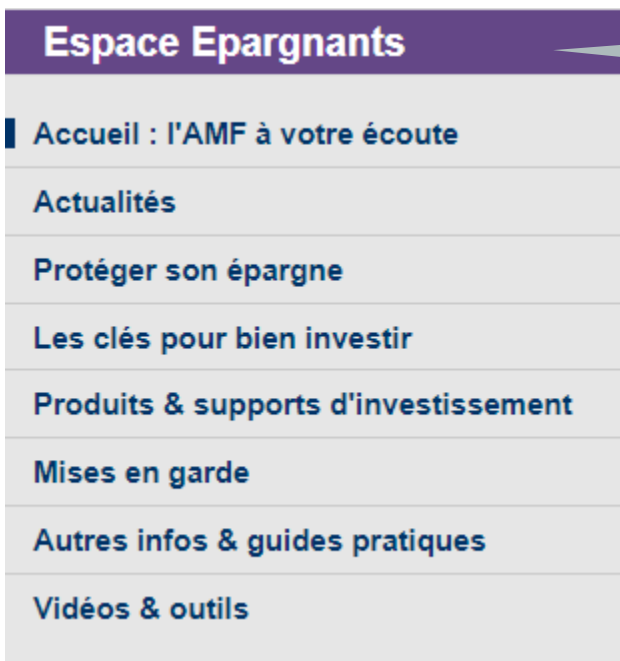 Espace Epargnants
Accueil : l'AMF à votre écoute
Actualités
Protéger son épargne
Les clés pour bien investir
Produits & supports d'investissement
Mises en garde
Autres infos & guides pratiques
Vidéos & outils